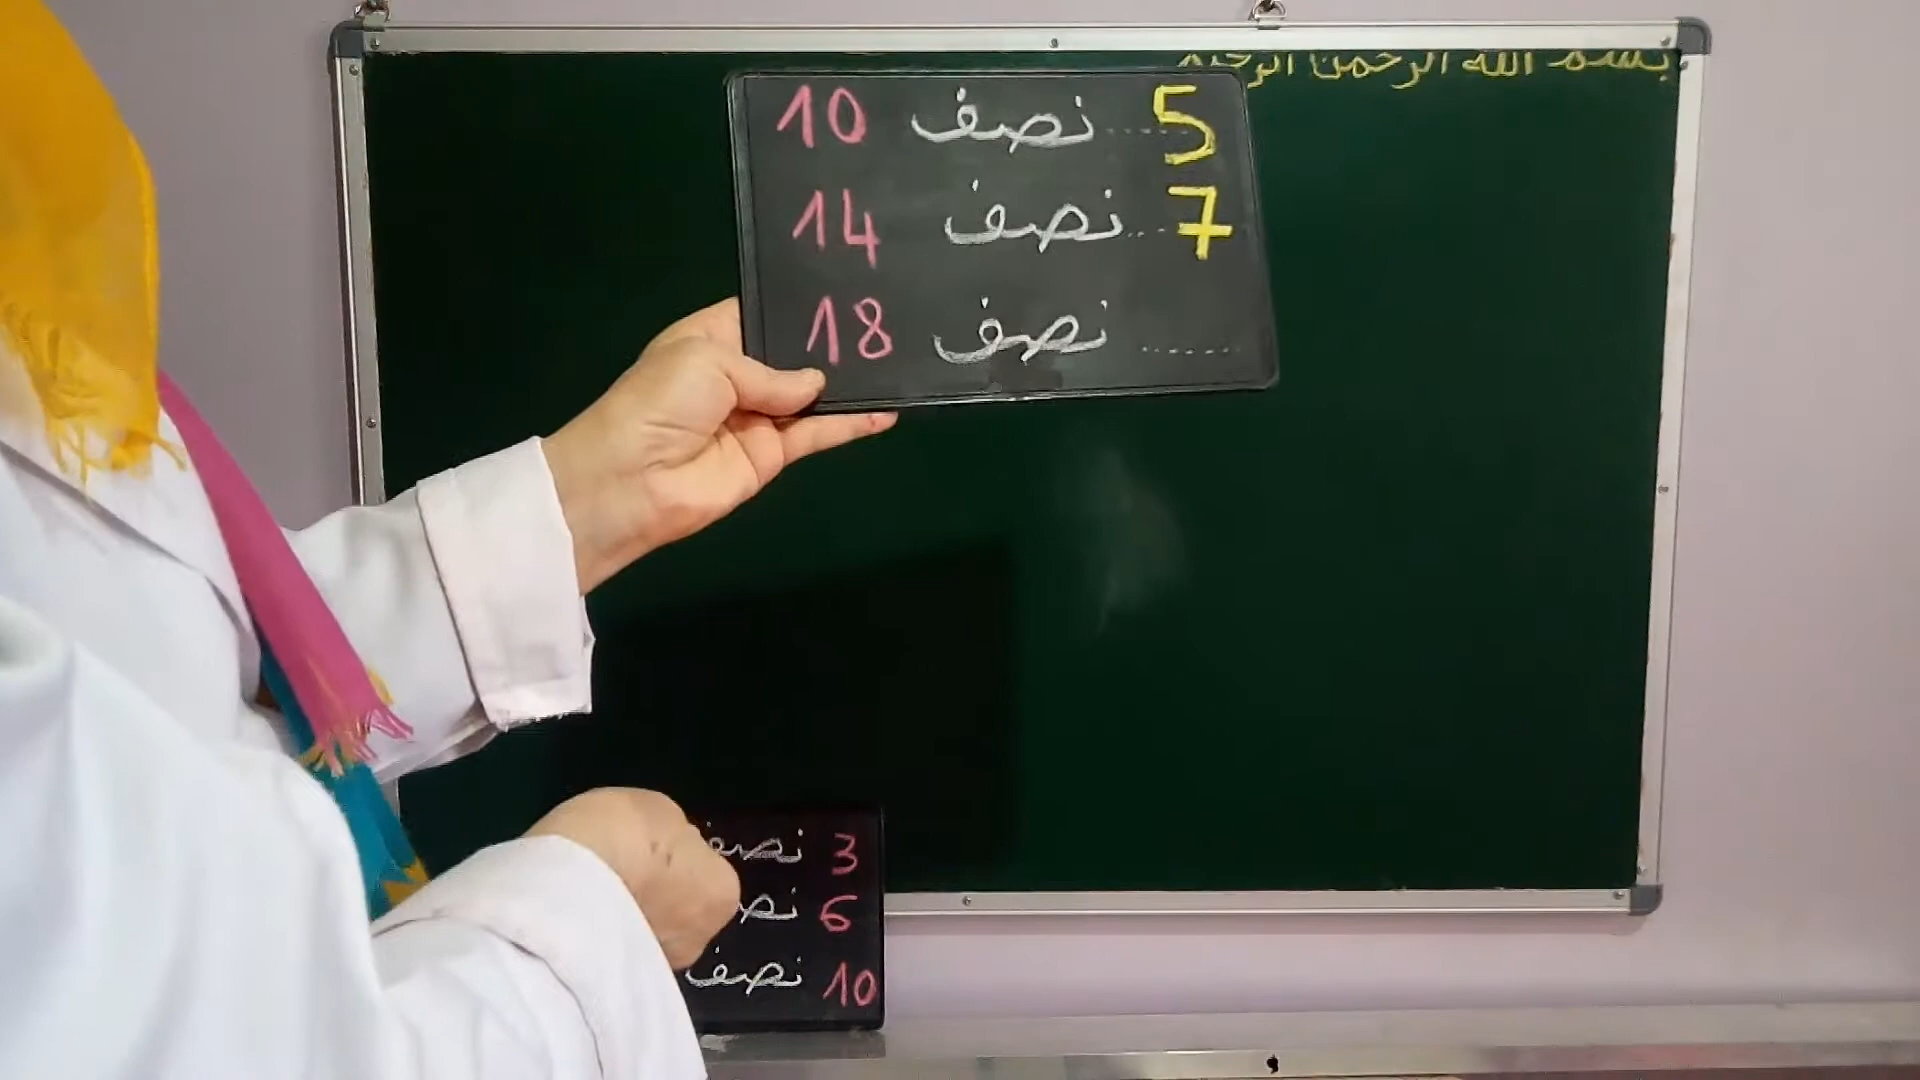 بسم الله الرحمن الرحيم
5 نصف 10
7.... نصف 14
...... نصف 18
3 نصف
6
10 نصف